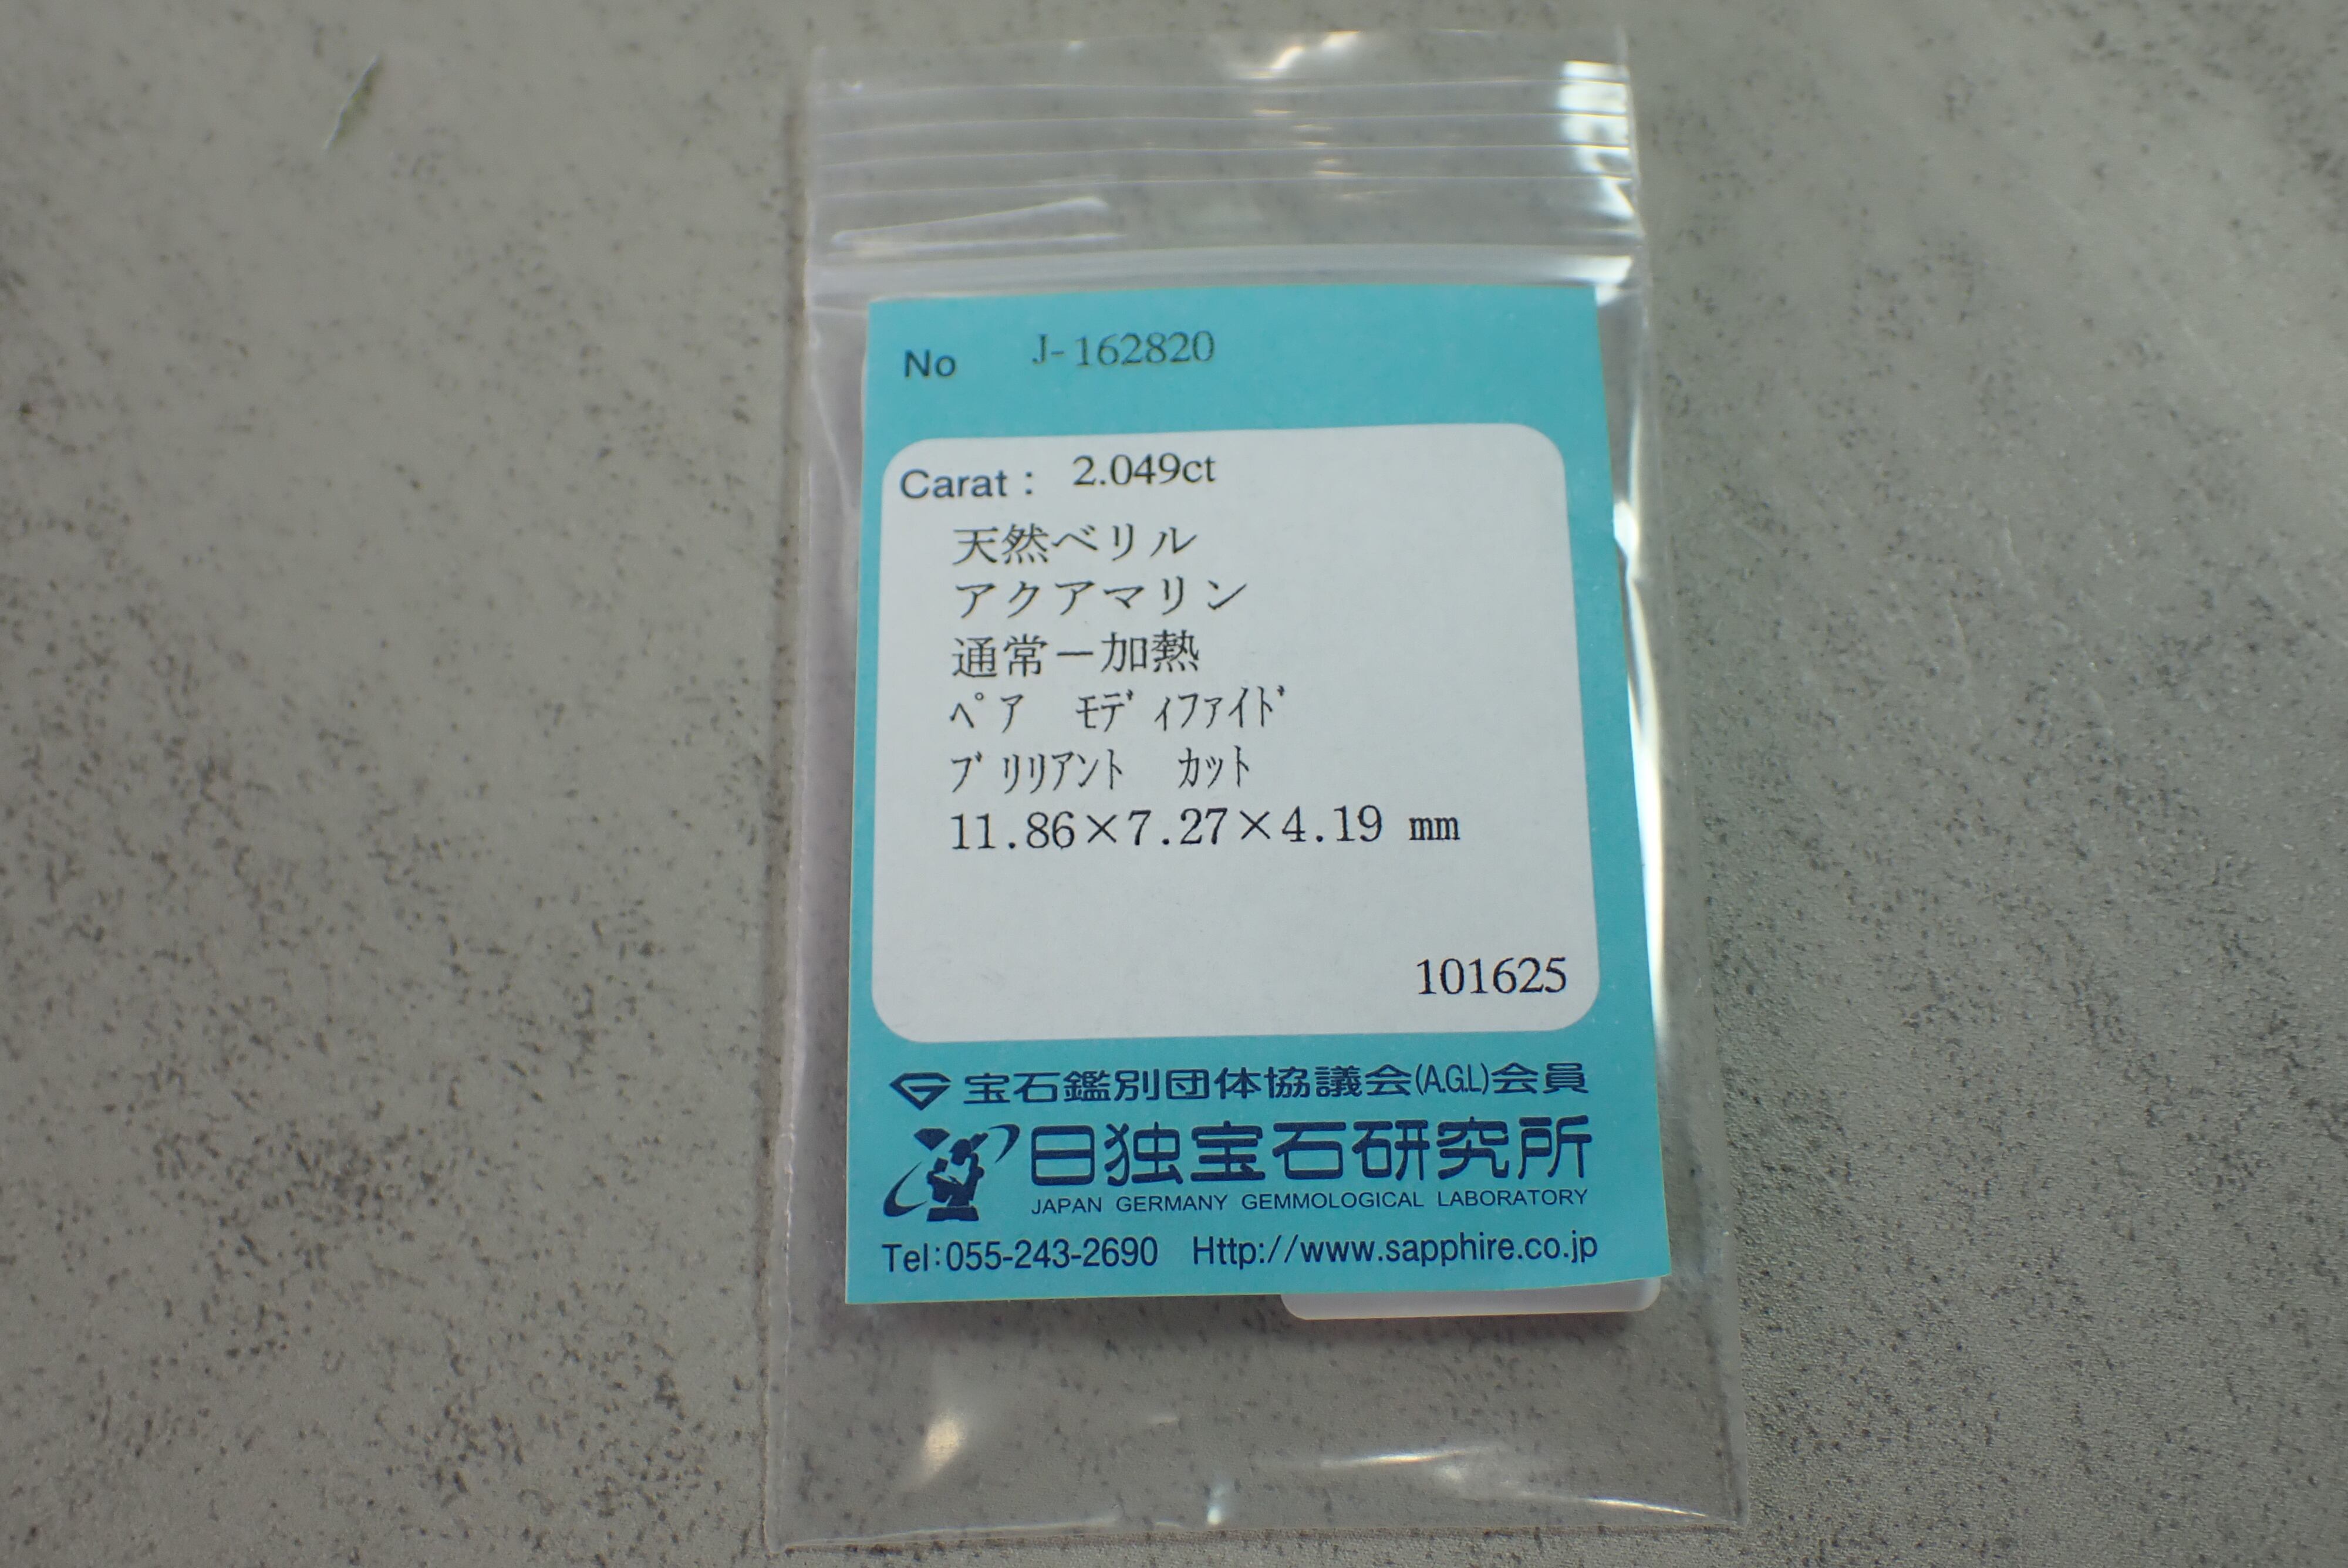 No J-162820
Carat： 2.049ct
天然ベリル
アクアマリン
通常－加熱
ﾍﾟｱ ﾓﾃﾞｨﾌｧｲﾄﾞ
ﾌﾞﾘﾘｱﾝﾄ ｶｯﾄ
11.86×7.27×4.19 mm
101625
宝石鑑別団体協議会(A.G.L)会員
日独宝石研究所
JAPAN GERMANY GEMMOLOGICAL LABORATORY
Tel:055-243-2690 Http://www.sapphire.co.jp